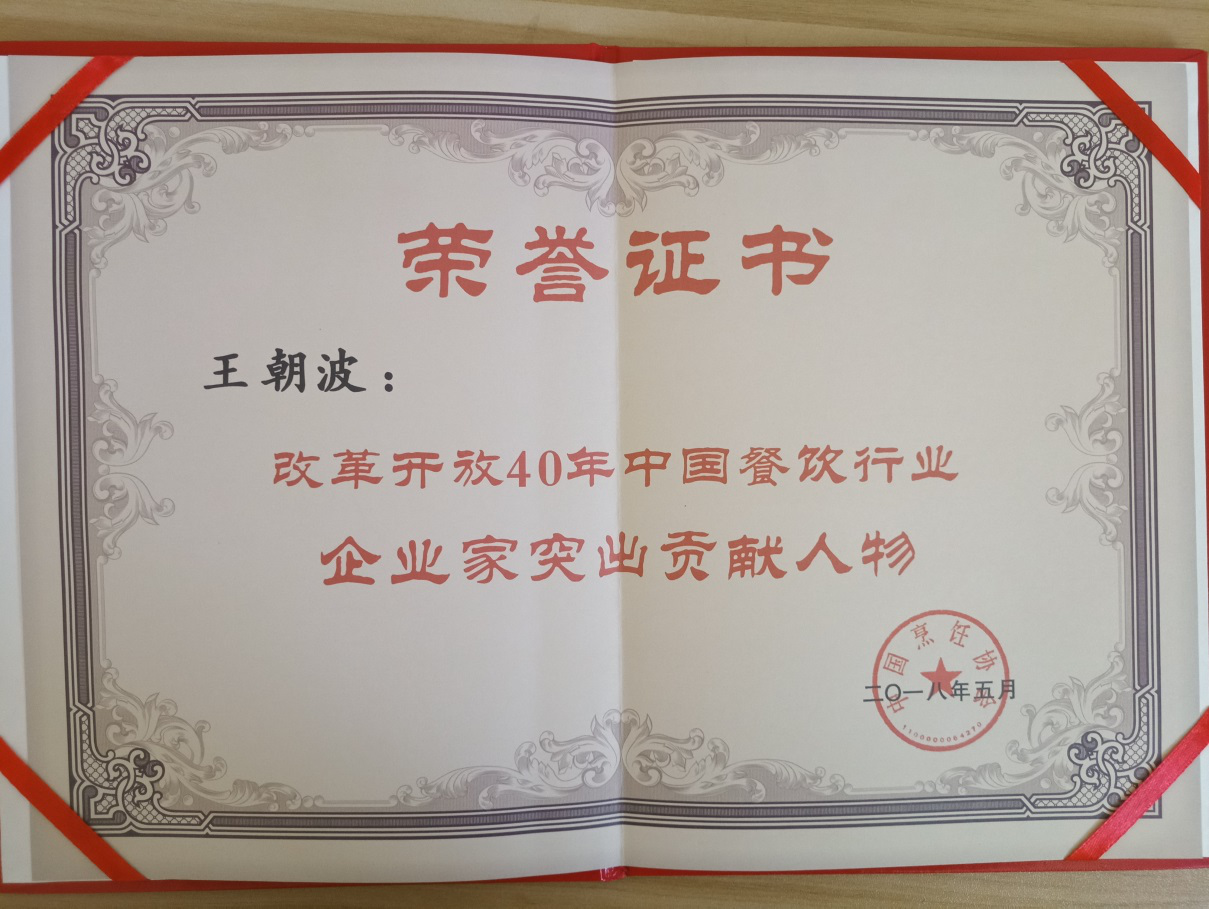 荣誉证书
王朝波：
改革开放40年中国餐饮行业
企业家突出贡献人物
中国烹饪协会
二〇一八年五月
1100000084270